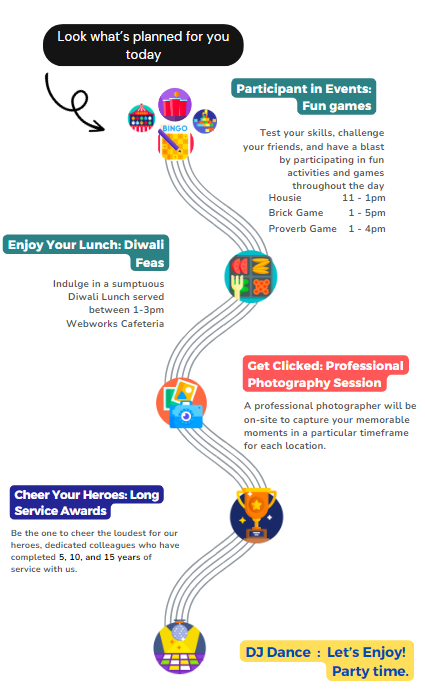 Look what's planned for you
today
Participant in Events:
Fun games
BINGO
Test your skills, challenge
your friends, and have a blast
by participating in fun
activities and games
throughout the day
Housie 11 - 1pm
Brick Game 1 - 5pm
Proverb Game 1 - 4pm
Enjoy Your Lunch: Diwali
Feas
Indulge in a sumptuous
Diwali Lunch served
between 1-3pm
Webworks Cafeteria
Get Clicked: Professional
Photography Session
A professional photographer will be
on-site to capture your memorable
moments in a particular timeframe
for each location.
Cheer Your Heroes: Long
Service Awards
Be the one to cheer the loudest for our
heroes, dedicated colleagues who have
completed 5, 10, and 15 years of
service with us.
DJ Dance : Let's Enjoy!
Party time.